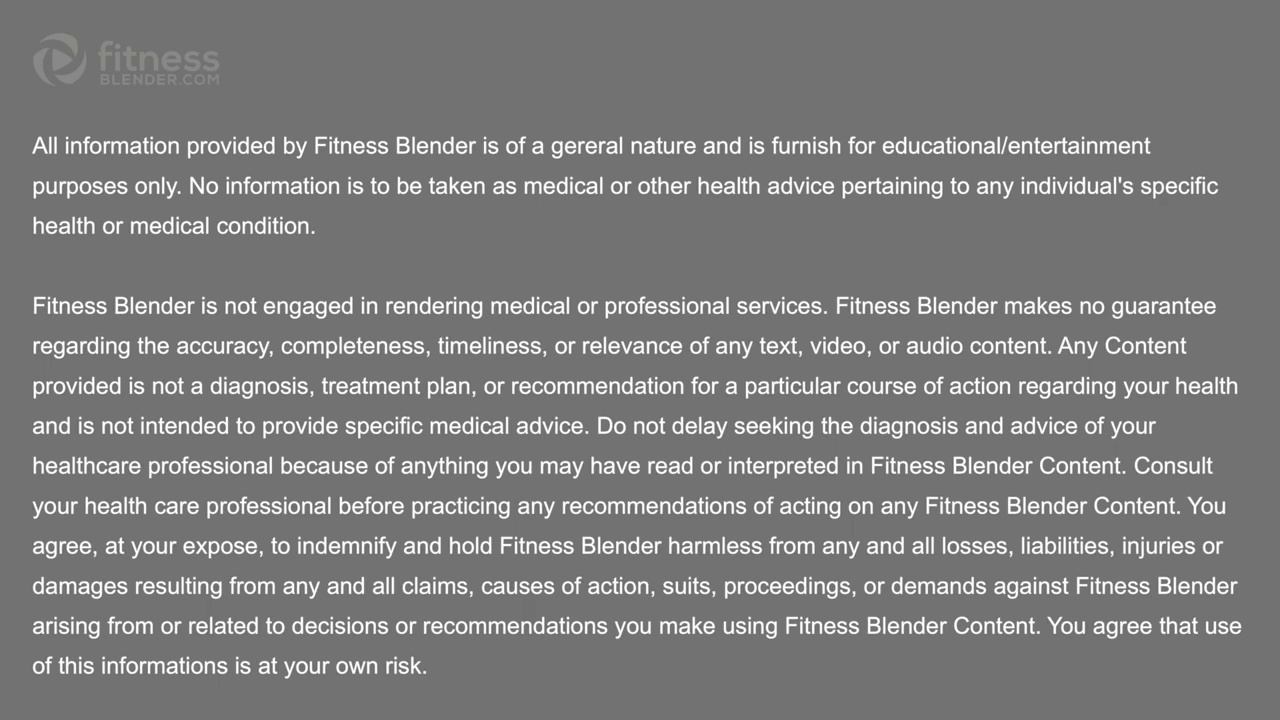 fitness
BLENDER.COM
All information provided by Fitness Blender is of a gereral nature and is furnish for educational/entertainment
purposes only. No information is to be taken as medical or other health advice pertaining to any individual's specific
health or medical condition.
Fitness Blender is not engaged in rendering medical or professional services. Fitness Blender makes no guarantee
regarding the accuracy, completeness, timeliness, or relevance of any text, video, or audio content. Any Content
provided is not a diagnosis, treatment plan, or recommendation for a particular course of action regarding your health
and is not intended to provide specific medical advice. Do not delay seeking the diagnosis and advice of your
healthcare professional because of anything you may have read or interpreted in Fitness Blender Content. Consult
your health care professional before practicing any recommendations of acting on any Fitness Blender Content. You
agree, at your expose, to indemnify and hold Fitness Blender harmless from any and all losses, liabilities, injuries or
damages resulting from any and all claims, causes of action, suits, proceedings, or demands against Fitness Blender
arising from or related to decisions or recommendations you make using Fitness Blender Content. You agree that use
of this informations is at your own risk.